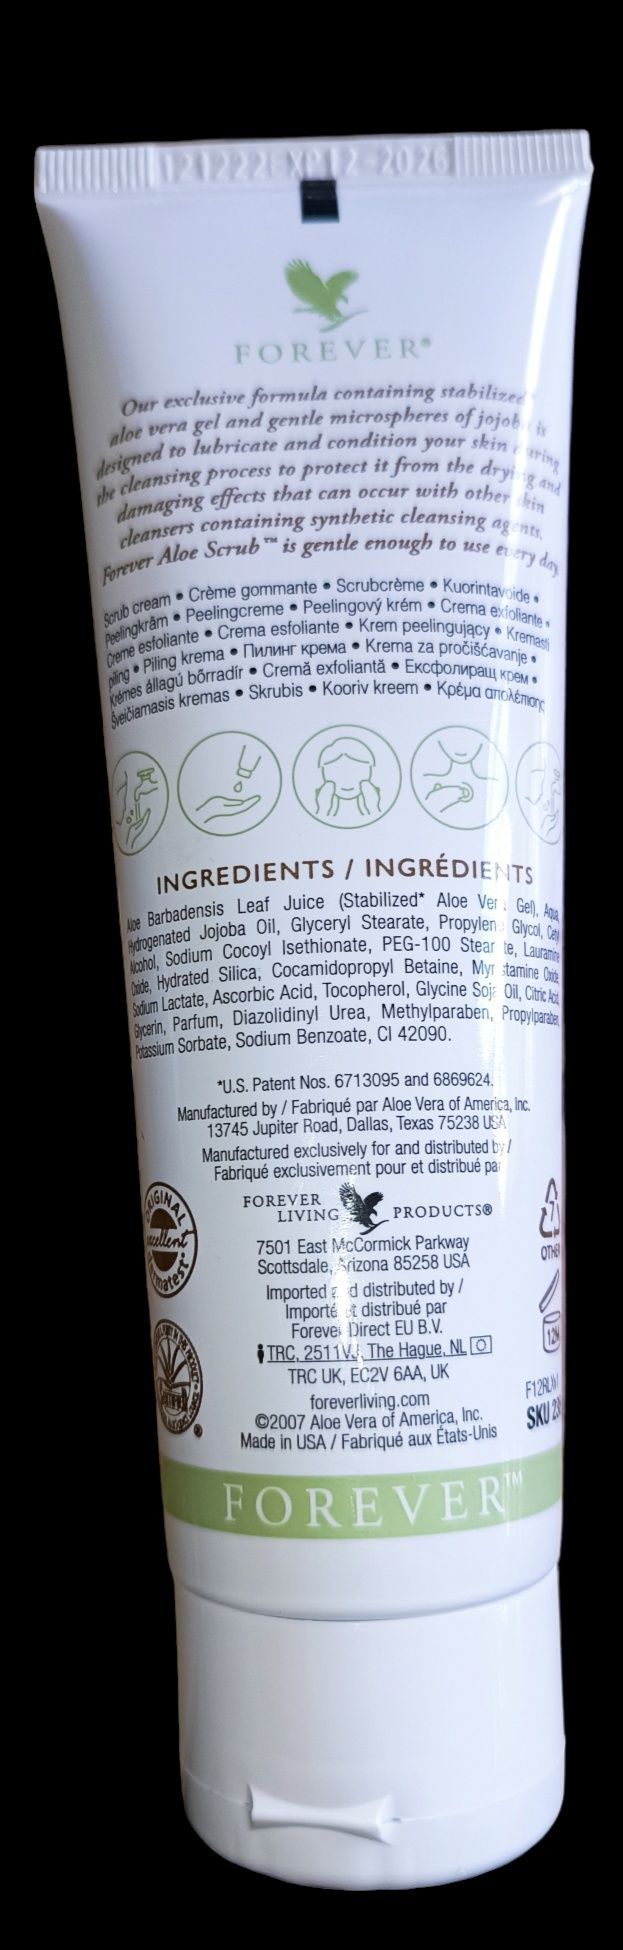 121222 EXP12-2026
FOREVER®
Our exclusive formula containing stabilized
aloe vera gel and gentle microspheres of jojoba is
designed to lubricate and condition your skin during
the cleansing process to protect it from the drying and
damaging effects that can occur with other skin
cleansers containing synthetic cleansing agents.
Forever Aloe Scrub™ is gentle enough to use every day.
Scrub cream • Crème gommante • Scrubcrème • Kuorintavoide •
Peelingkräm • Peelingcreme • Peelingový krém • Crema exfoliante •
Creme esfoliante • Crema esfoliante • Krem peelingujący • Kremasti
piling • Piling krema • Пилинг крема • Krema za pročišćavanje •
Krémes állagú bőrradír • Cremă exfoliantă • Ексфолиращ крем •
Šveičiamasis kremas • Skrubis • Kooriv kreem • Κρέμα απολέπισης
INGREDIENTS / INGRÉDIENTS
Aloe Barbadensis Leaf Juice (Stabilized* Aloe Vera Gel), Aqua,
Hydrogenated Jojoba Oil, Glyceryl Stearate, Propylene Glycol, Cetyl
Alcohol, Sodium Cocoyl Isethionate, PEG-100 Stearate, Lauramine
Oxide, Hydrated Silica, Cocamidopropyl Betaine, Myristamine Oxide,
Sodium Lactate, Ascorbic Acid, Tocopherol, Glycine Soja Oil, Citric Acid,
Glycerin, Parfum, Diazolidinyl Urea, Methylparaben, Propylparaben,
Potassium Sorbate, Sodium Benzoate, CI 42090.
*U.S. Patent Nos. 6713095 and 6869624.
Manufactured by / Fabriqué par Aloe Vera of America, Inc.
13745 Jupiter Road, Dallas, Texas 75238 USA
Manufactured exclusively for and distributed by /
Fabriqué exclusivement pour et distribué par
FOREVER
LIVING PRODUCTS®
7501 East McCormick Parkway
Scottsdale, Arizona 85258 USA
Imported and distributed by /
Importé et distribué par
Forever Direct EU B.V.
TRC, 2511VJ, The Hague, NL
TRC UK, EC2V 6AA, UK
foreverliving.com
©2007 Aloe Vera of America, Inc.
Made in USA / Fabriqué aux États-Unis
ORIGINAL
excellent
dermatest®
7
OTHER
12M
SKU
FOREVER™